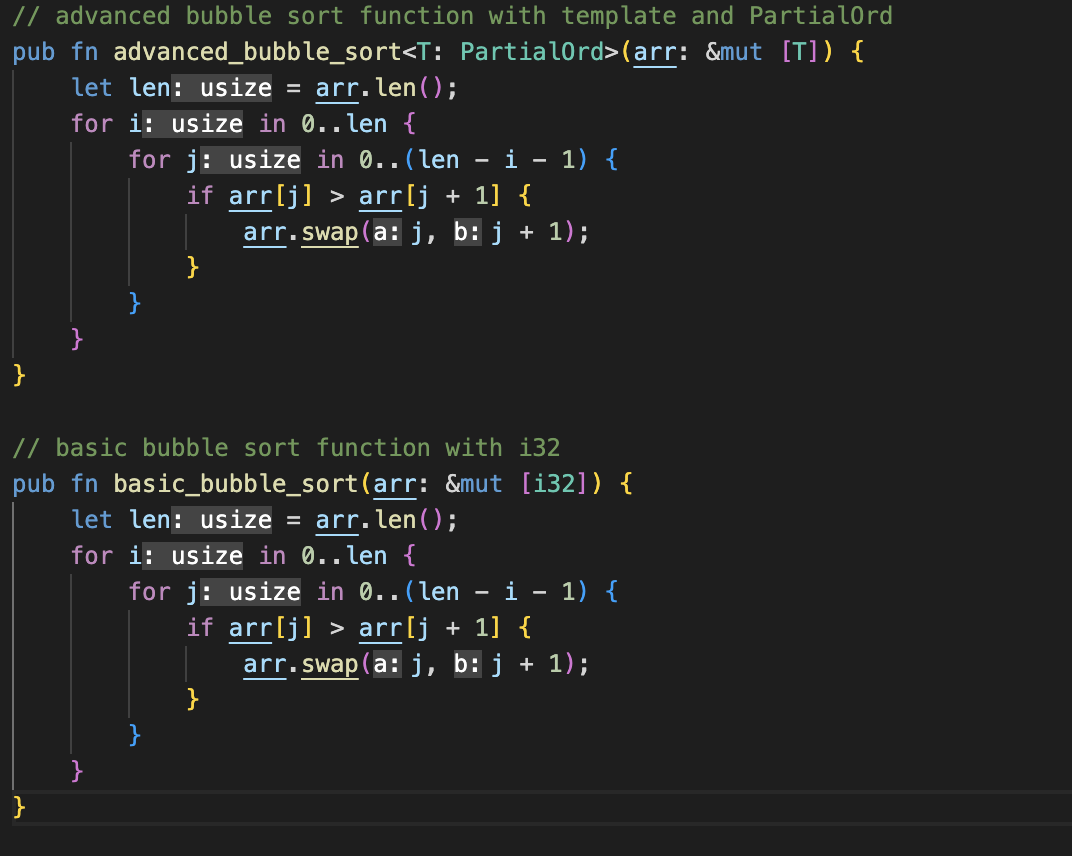 // advanced bubble sort function with template and PartialOrd
pub fn advanced_bubble_sort<T: PartialOrd>(arr: &mut [T]) {
    let len: usize = arr.len();
    for i: usize in 0..len {
        for j: usize in 0..(len - i - 1) {
            if arr[j] > arr[j + 1] {
                arr.swap(a: j, b: j + 1);
            }
        }
    }
}

// basic bubble sort function with i32
pub fn basic_bubble_sort(arr: &mut [i32]) {
    let len: usize = arr.len();
    for i: usize in 0..len {
        for j: usize in 0..(len - i - 1) {
            if arr[j] > arr[j + 1] {
                arr.swap(a: j, b: j + 1);
            }
        }
    }
}